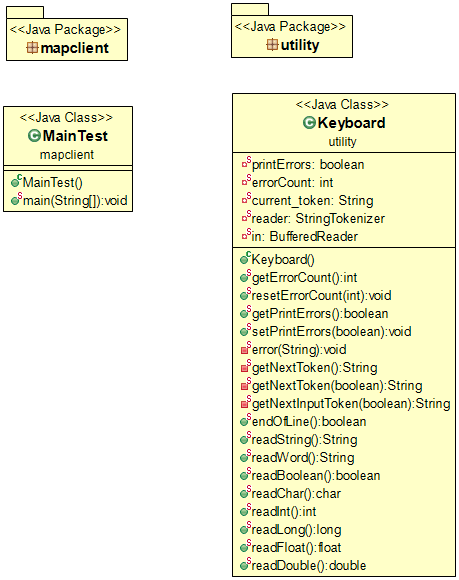 <<Java Package>>
mapclient
<<Java Package>>
utility
<<Java Class>>
MainTest
mapclient
MainTest()
main(String[]):void
<<Java Class>>
Keyboard
utility
printErrors: boolean
errorCount: int
current_token: String
reader: StringTokenizer
in: BufferedReader
Keyboard()
getErrorCount():int
resetErrorCount(int):void
getPrintErrors():boolean
setPrintErrors(boolean):void
error(String):void
getNextToken():String
getNextToken(boolean):String
getNextInputToken(boolean):String
endOfLine():boolean
readString():String
readWord():String
readBoolean():boolean
readChar():char
readInt():int
readLong():long
readFloat():float
readDouble():double